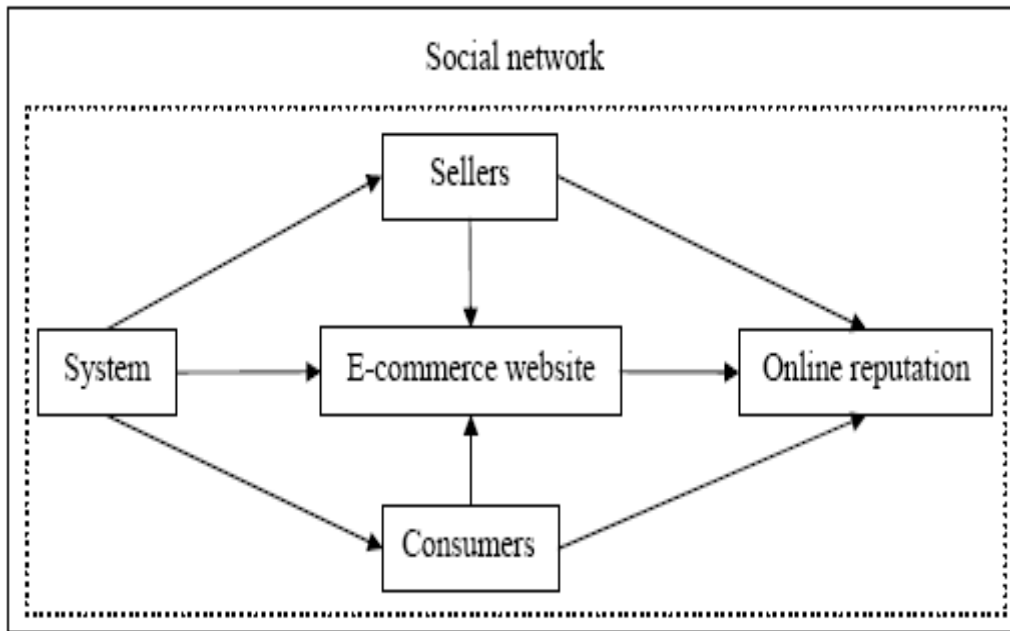 Social network
Sellers
System
E-commerce website
Online reputation
Consumers